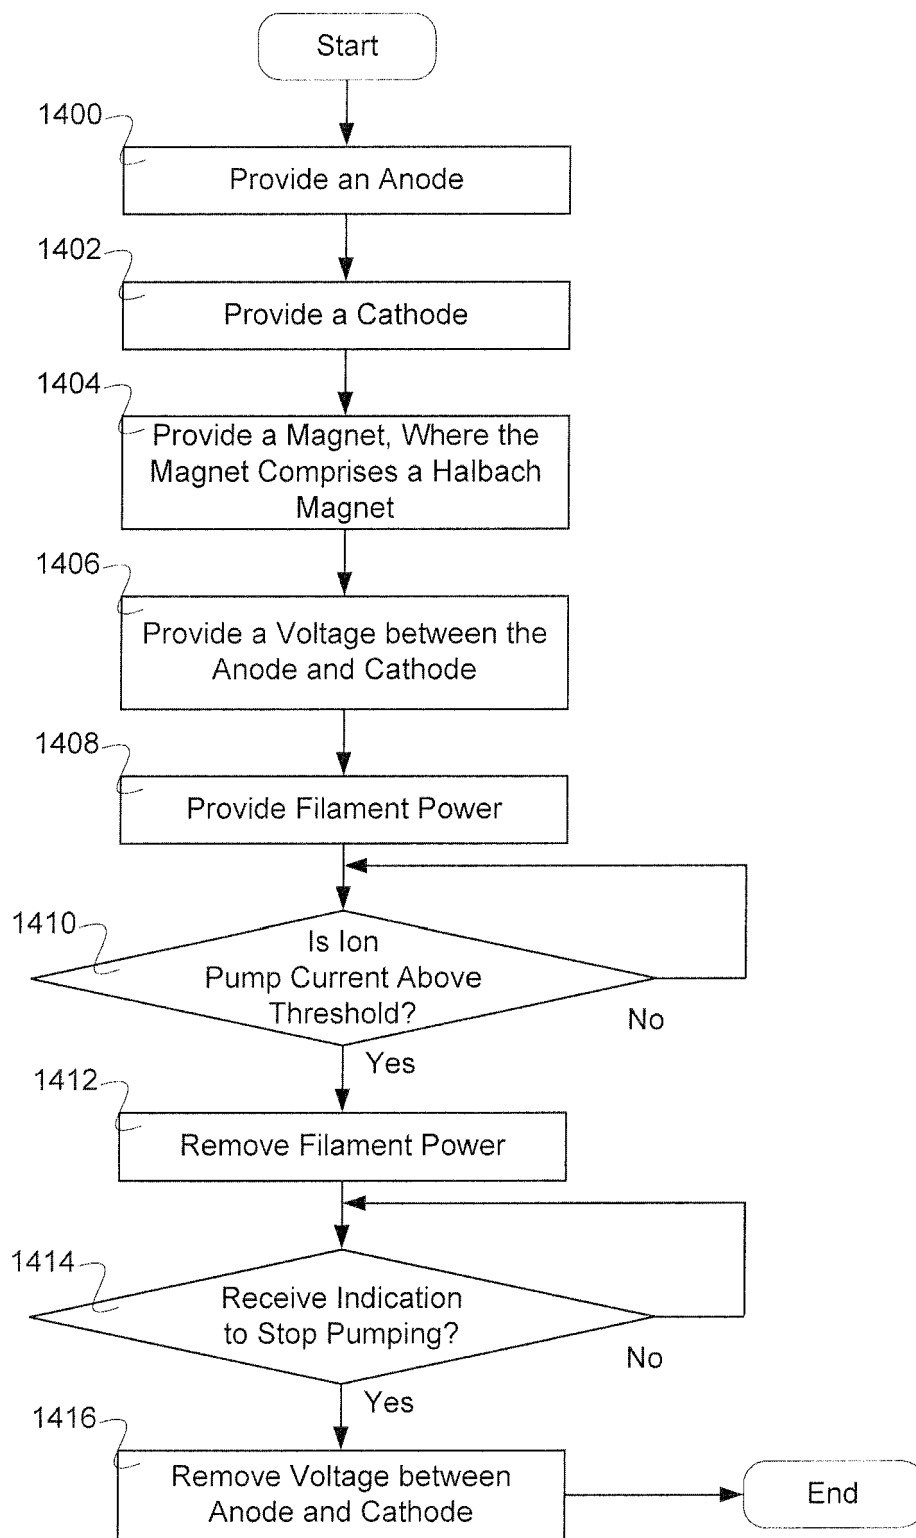 Start
1400
Provide an Anode
1402
Provide a Cathode
1404
Provide a Magnet, Where the
Magnet Comprises a Halbach
Magnet
1406
Provide a Voltage between the
Anode and Cathode
1408
Provide Filament Power
1410
Is Ion
Pump Current Above
Threshold?
No
Yes
1412
Remove Filament Power
1414
Receive Indication
to Stop Pumping?
No
Yes
1416
Remove Voltage between
Anode and Cathode
End